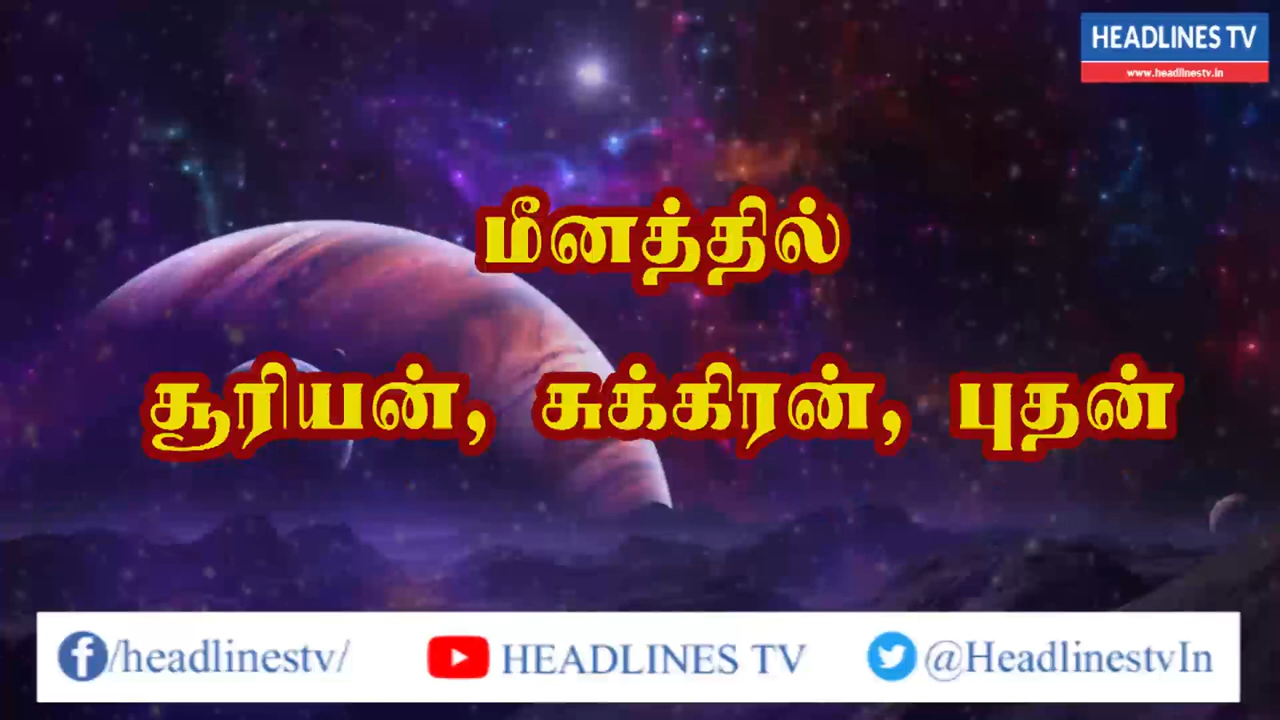 HEADLINES TV
www.headlinestv.in
மீனத்தில்
சூரியன், சுக்கிரன், புதன்
/headlinestv/ HEADLINES TV @HeadlinestvIn